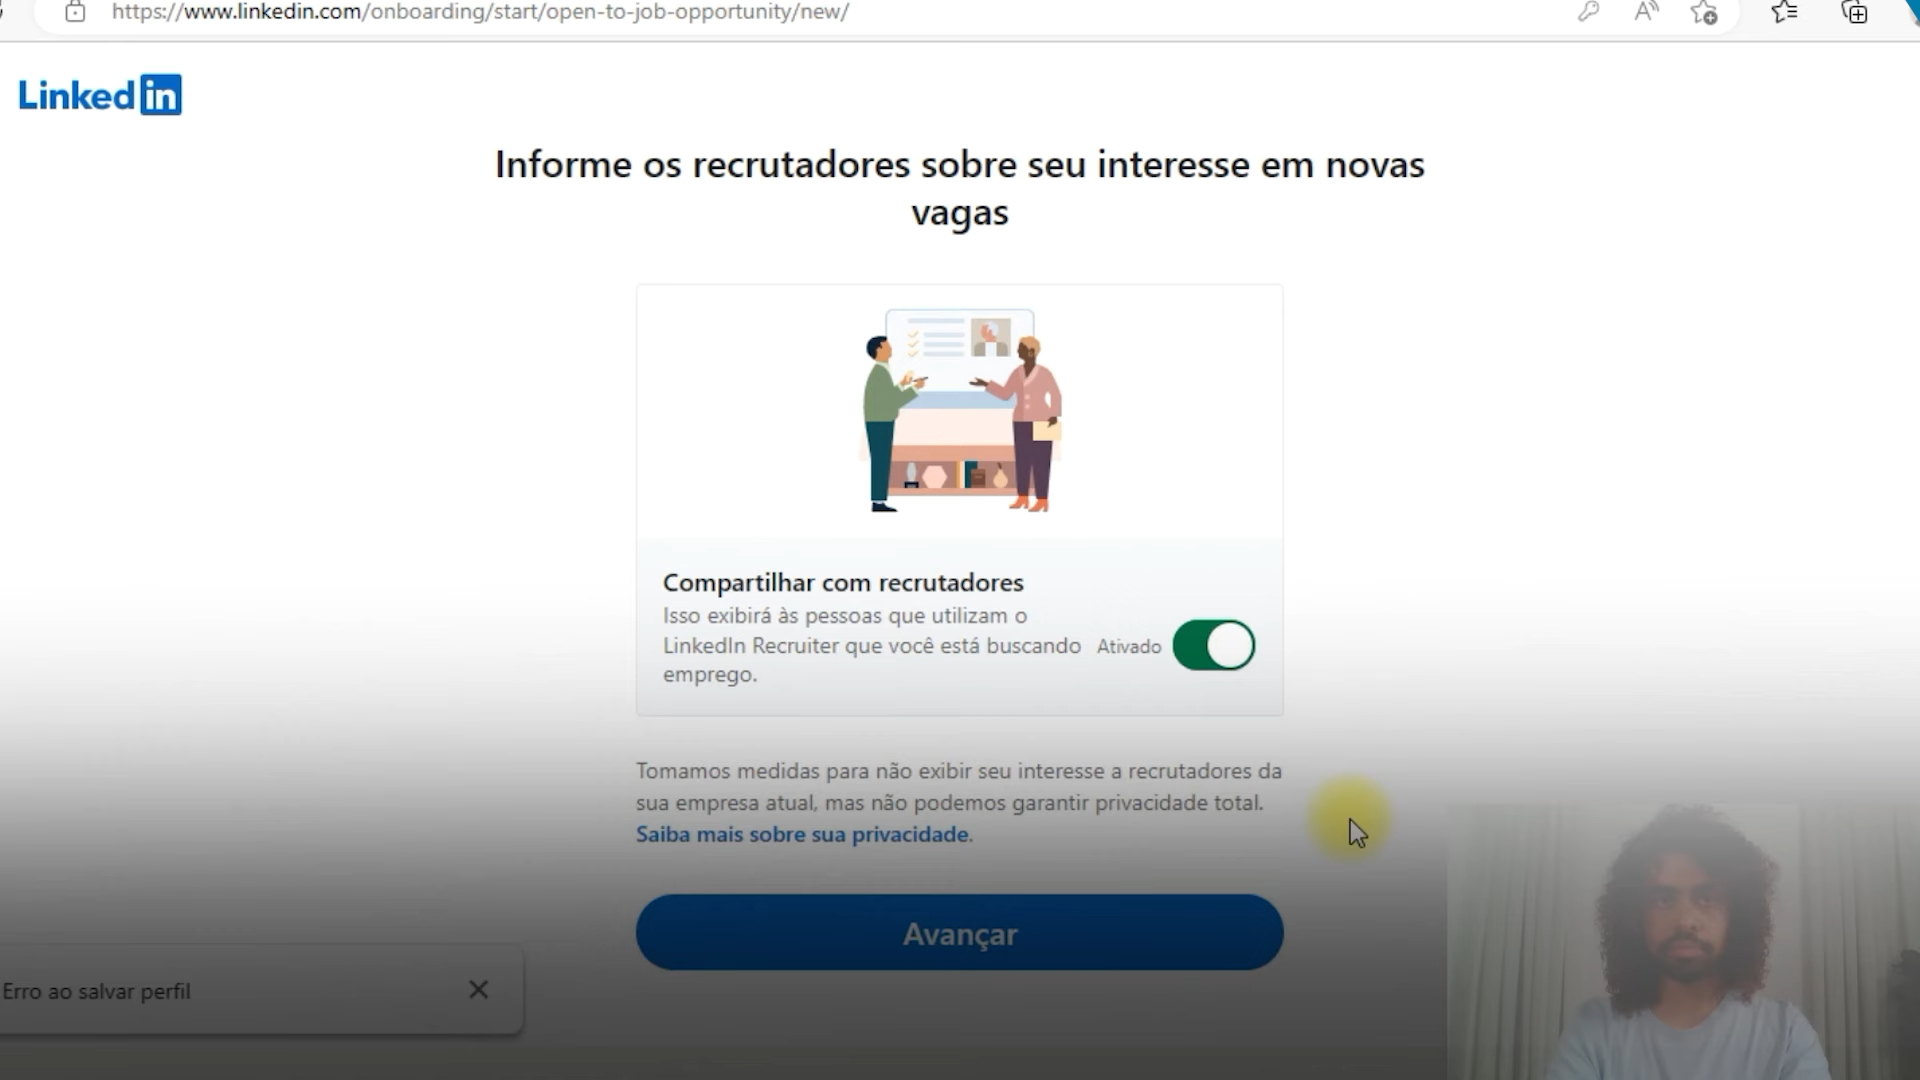 https://www.linkedin.com/onboarding/start/open-to-job-opportunity/new/
Linkedin
Informe os recrutadores sobre seu interesse em novas
vagas
Compartilhar com recrutadores
Isso exibirá às pessoas que utilizam o
LinkedIn Recruiter que você está buscando
emprego.
Ativado
Tomamos medidas para não exibir seu interesse a recrutadores da
sua empresa atual, mas não podemos garantir privacidade total.
Saiba mais sobre sua privacidade.
Avançar
Erro ao salvar perfil